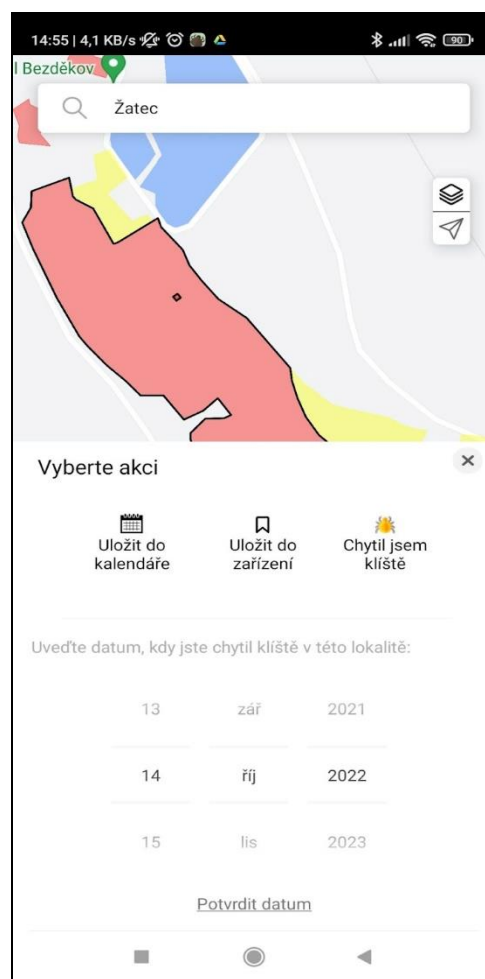 14:55 | 4,1 KB/s
90
l Bezděkov
Žatec
Vyberte akci
Uložit do
kalendáře
Uložit do
zařízení
Chytil jsem
klíště
Uveďte datum, kdy jste chytil klíště v této lokalitě:
13 zář 2021
14 říj 2022
15 lis 2023
Potvrdit datum